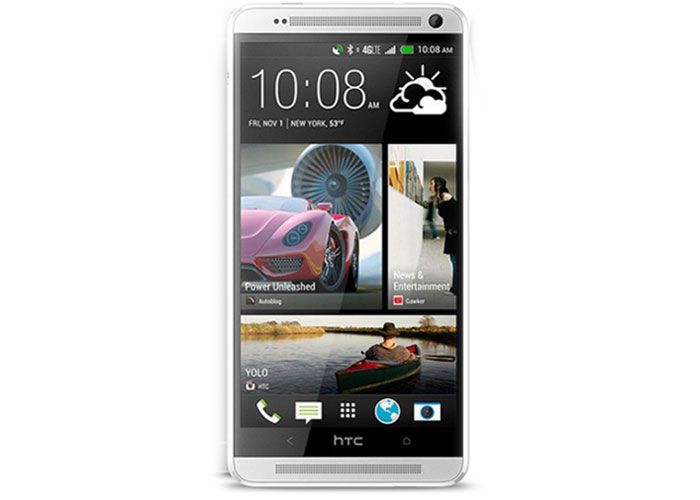 4G LTE 10:08 AM
10:08 AM
FRI, NOV 1 | NEW YORK, 53°F
Power Unleashed
Autoblog
News &
Entertainment
Gawker
YOLO
HTC
hTC